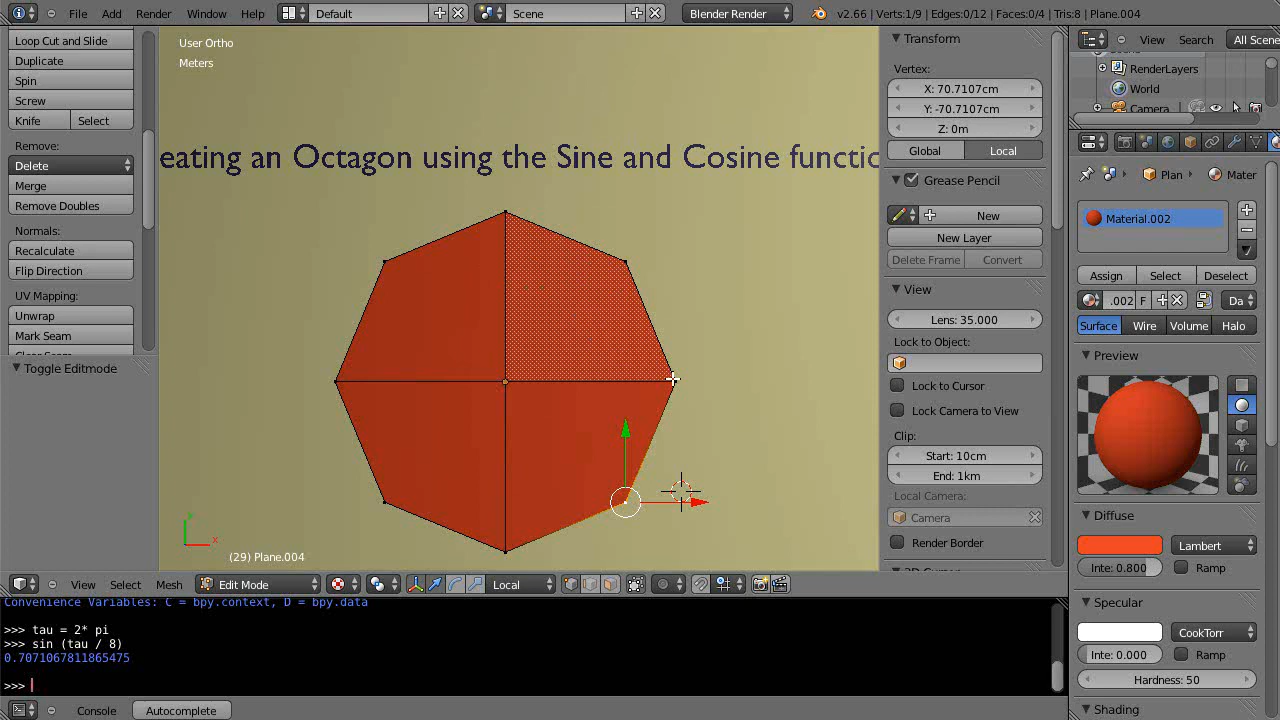 File Add Render Window Help Default Scene Blender Render v2.66 | Verts:1/9 | Edges:0/12 | Faces:0/4 | Tris:8 | Plane.004
Loop Cut and Slide
Duplicate
Spin
Screw
Knife Select
Remove:
Delete
Merge
Remove Doubles
Normals:
Recalculate
Flip Direction
UV Mapping:
Unwrap
Mark Seam
Clear Seam
Toggle Editmode
User Ortho
Meters
eating an Octagon using the Sine and Cosine functio
y
x
(29) Plane.004
Transform
Vertex:
X: 70.7107cm
Y: -70.7107cm
Z: 0m
Global Local
Grease Pencil
New
New Layer
Delete Frame Convert
View
Lens: 35.000
Lock to Object:
Lock to Cursor
Lock Camera to View
Clip:
Start: 10cm
End: 1km
Local Camera:
Camera
Render Border
View Search All Scene
RenderLayers
World
Camera
Plan Mater
Material.002
Assign Select Deselect
.002 F Da
Surface Wire Volume Halo
Preview
Diffuse
Lambert
Inte: 0.800 Ramp
Specular
CookTorr
Inte: 0.000 Ramp
Hardness: 50
Shading
View Select Mesh Edit Mode Local
Convenience Variables: C = bpy.context, D = bpy.data
>>> tau = 2* pi
>>> sin (tau / 8)
0.7071067811865475
>>>
Console Autocomplete